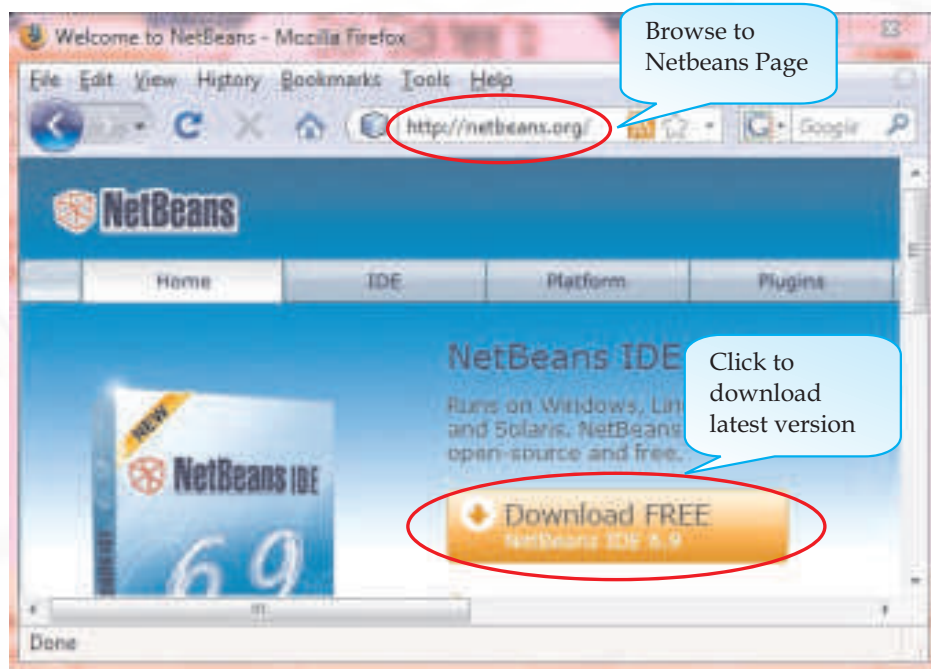 Welcome to NetBeans - Mozilla Firefox
Browse to
Netbeans Page
File Edit View History Bookmarks Tools Help
http://netbeans.org/
Google
NetBeans
Home IDE Platform Plugins
NetBeans IDE
Click to
download
latest version
Runs on Windows,
and Solaris. NetBeans
open-source and free.
NEW
NetBeans IDE
6.9
Download FREE
NetBeans IDE 6.9
Done